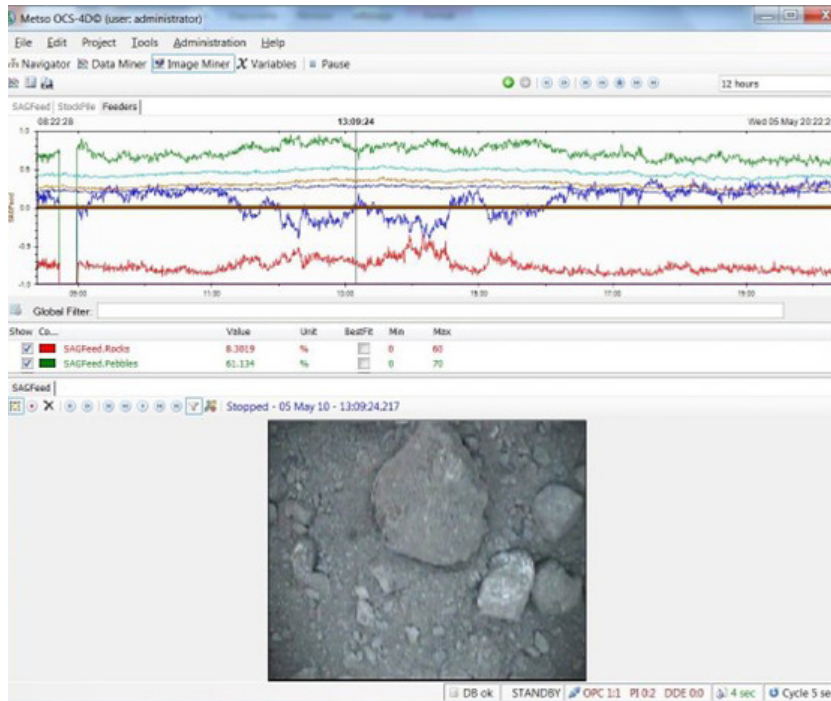 Metso OCS-4D© (user: administrator)
File Edit Project Tools Administration Help
Navigator Data Miner Image Miner X Variables Pause
12 hours
SAGFeed StockPile Feeders
08:22:28 13:09:24 Wed 05 May 20:22:2
1.0
0.5
0.0
-0.5
-1.0
SAGFeed
09:00 11:00 13:00 15:00 17:00 19:00
Global Filter:
Show Co... Value Unit BestFit Min Max
SAGFeed.Rocks 8.3019 % 0 60
SAGFeed.Pebbles 61.134 % 0 70
SAGFeed
Stopped - 05 May 10 - 13:09:24.217
DB ok STANDBY OPC 1:1 PI 0:2 DDE 0:0 4 sec Cycle 5 se